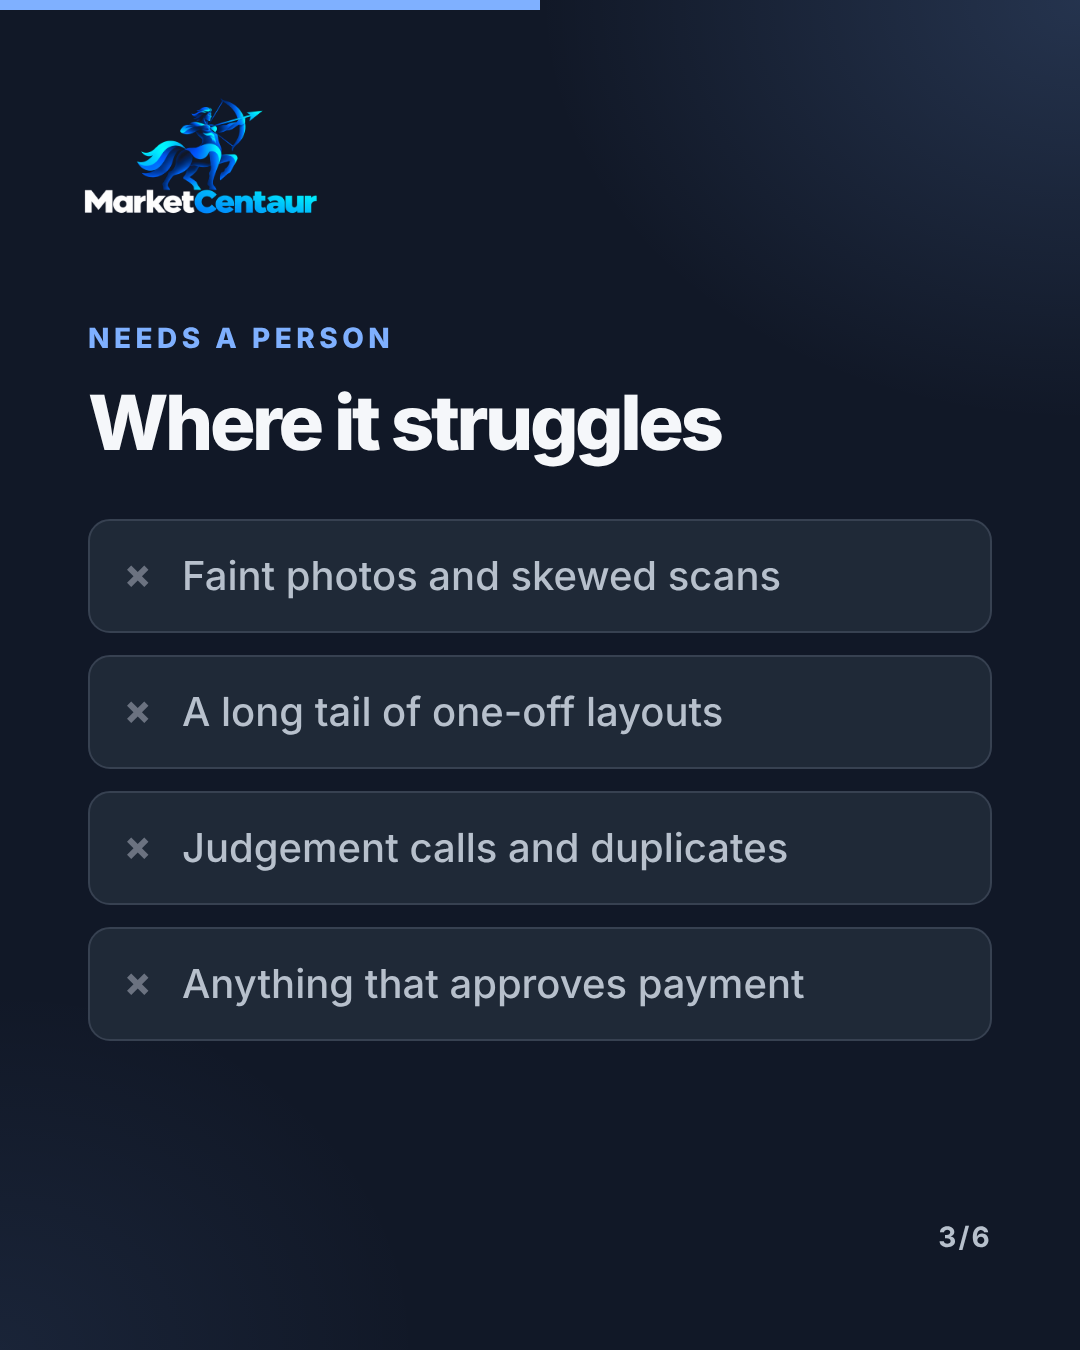 MarketCentaur
NEEDS A PERSON
Where it struggles
× Faint photos and skewed scans
× A long tail of one-off layouts
× Judgement calls and duplicates
× Anything that approves payment
3/6